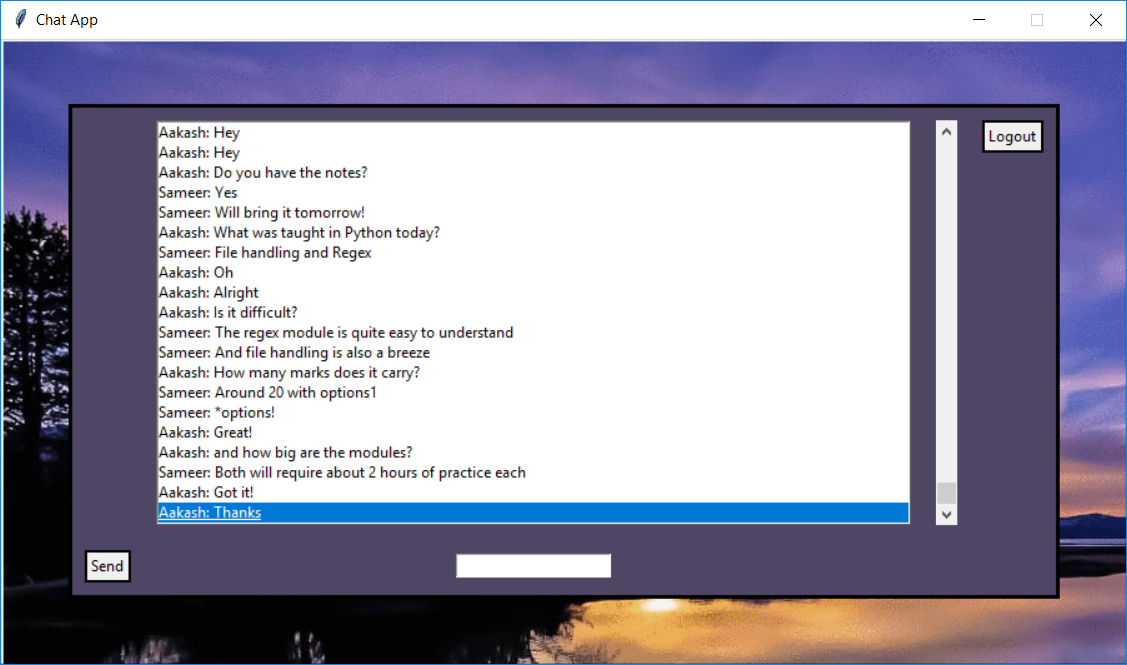 Chat App
Aakash: Hey
Logout
Aakash: Hey
Aakash: Do you have the notes?
Sameer: Yes
Sameer: Will bring it tomorrow!
Aakash: What was taught in Python today?
Sameer: File handling and Regex
Aakash: Oh
Aakash: Alright
Aakash: Is it difficult?
Sameer: The regex module is quite easy to understand
Sameer: And file handling is also a breeze
Aakash: How many marks does it carry?
Sameer: Around 20 with options1
Sameer: *options!
Aakash: Great!
Aakash: and how big are the modules?
Sameer: Both will require about 2 hours of practice each
Aakash: Got it!
Aakash: Thanks
Send